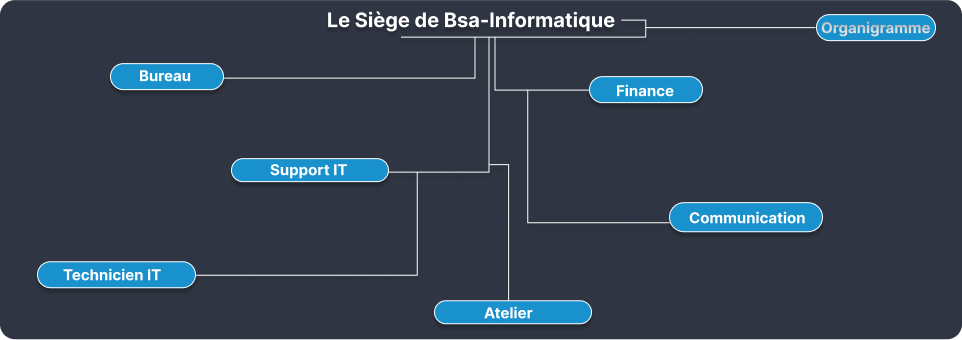 Le Siège de Bsa-Informatique
Organigramme
Bureau
Finance
Support IT
Communication
Technicien IT
Atelier